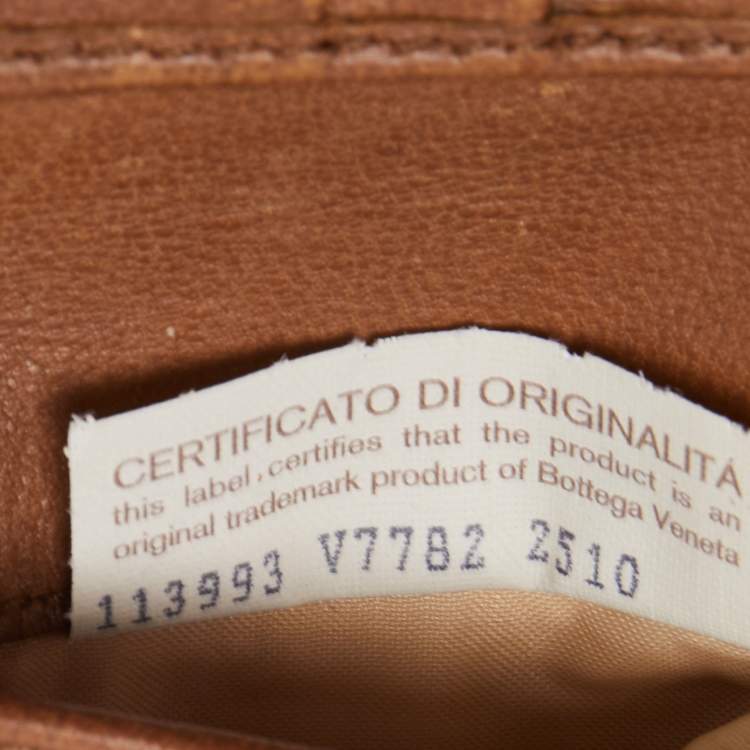 CERTIFICATO DI ORIGINALITÁ
this label, certifies that the product is an
original trademark product of Bottega Veneta
113993 V7782 2510